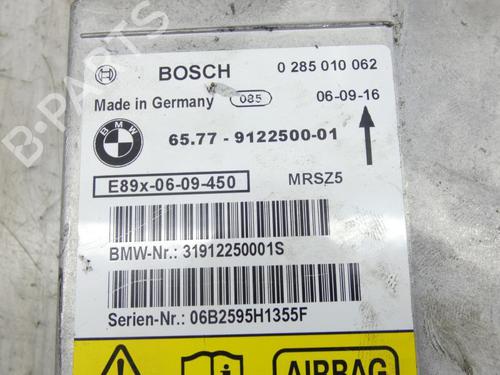 BOSCH 0 285 010 062
Made in Germany 085 06-09-16
BMW
65.77 - 9122500-01
E89x-06-09-450 MRSZ5
BMW-Nr.: 31912250001S
Serien-Nr.: 06B2595H1355F
AIRBAG
B-PARTS